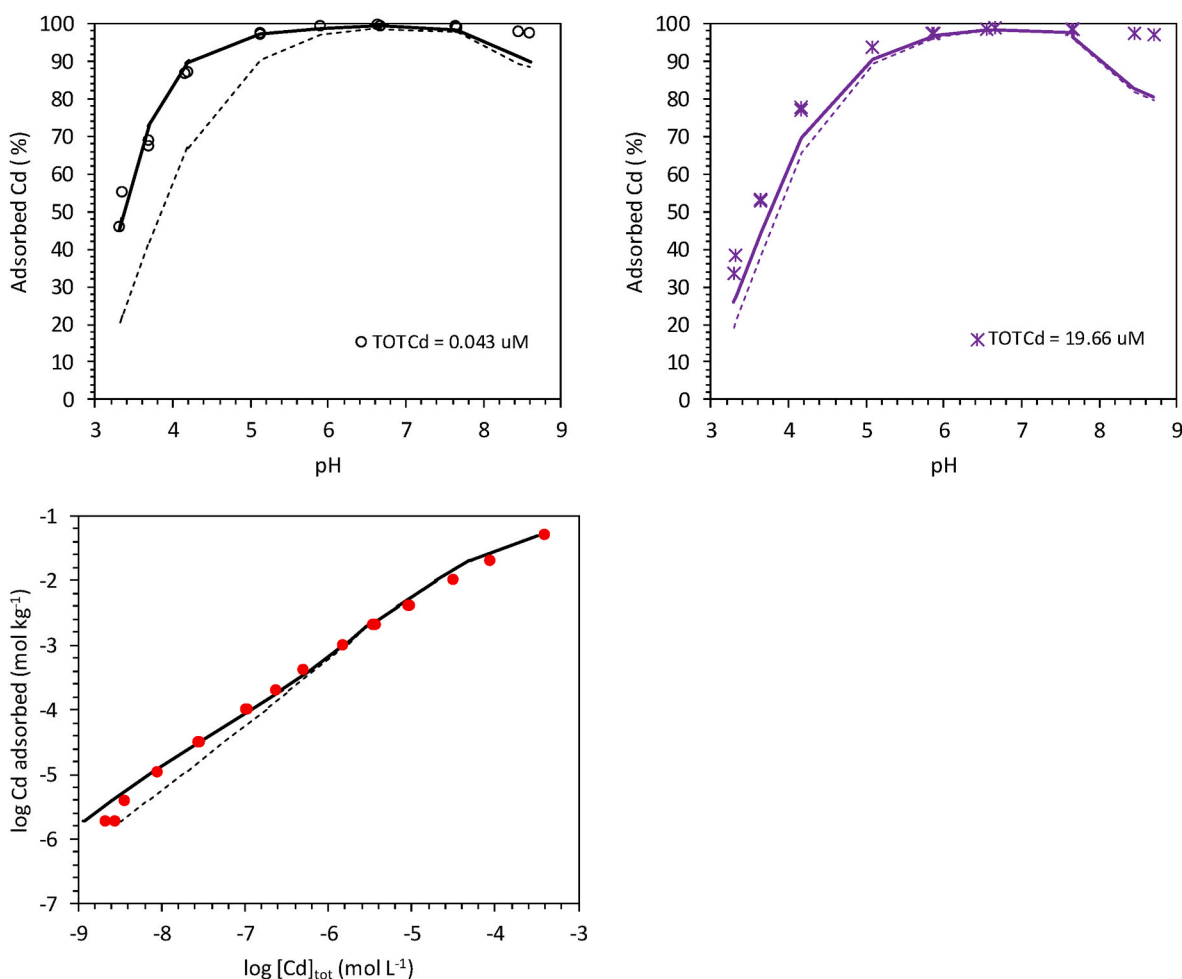 100
90
80
70
60
50
40
30
20
10
0
Adsorbed Cd ( %)
TOTCd = 0.043 uM
3 4 5 6 7 8 9
pH
100
90
80
70
60
50
40
30
20
10
0
Adsorbed Cd ( %)
TOTCd = 19.66 uM
3 4 5 6 7 8 9
pH
-1
-2
-3
-4
-5
-6
-7
log Cd adsorbed (mol kg⁻¹)
-9 -8 -7 -6 -5 -4 -3
log [Cd]tot (mol L⁻¹)